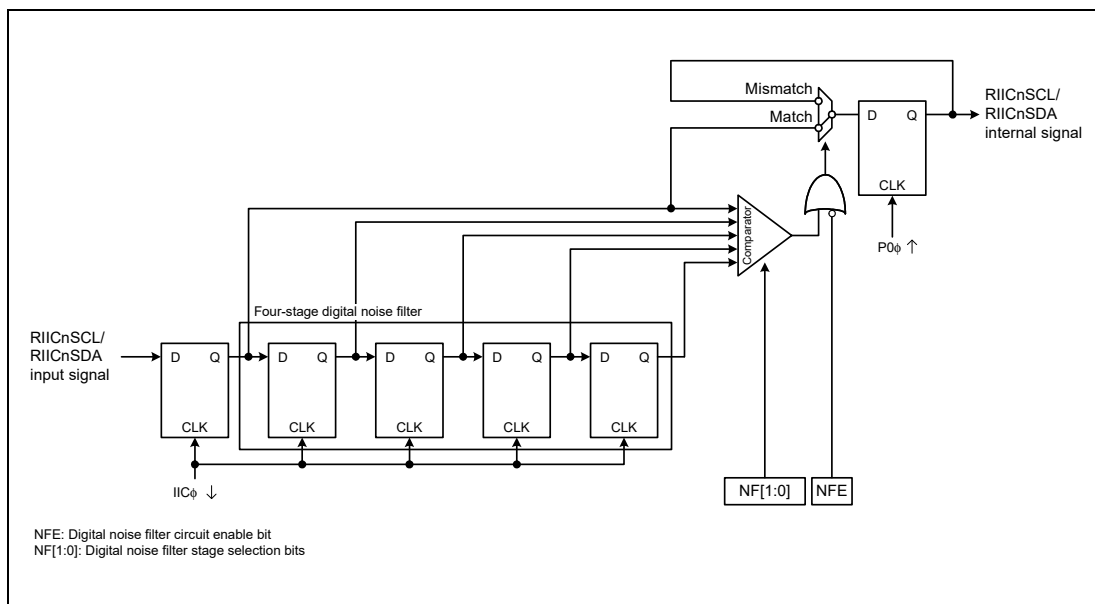 Mismatch
Match
D Q
CLK
P0ϕ ↑
RIICnSCL/
RIICnSDA
internal signal
Comparator
Four-stage digital noise filter
RIICnSCL/
RIICnSDA
input signal
D Q
CLK
D Q
CLK
D Q
CLK
D Q
CLK
D Q
CLK
IICϕ ↓
NF[1:0]
NFE
NFE: Digital noise filter circuit enable bit
NF[1:0]: Digital noise filter stage selection bits